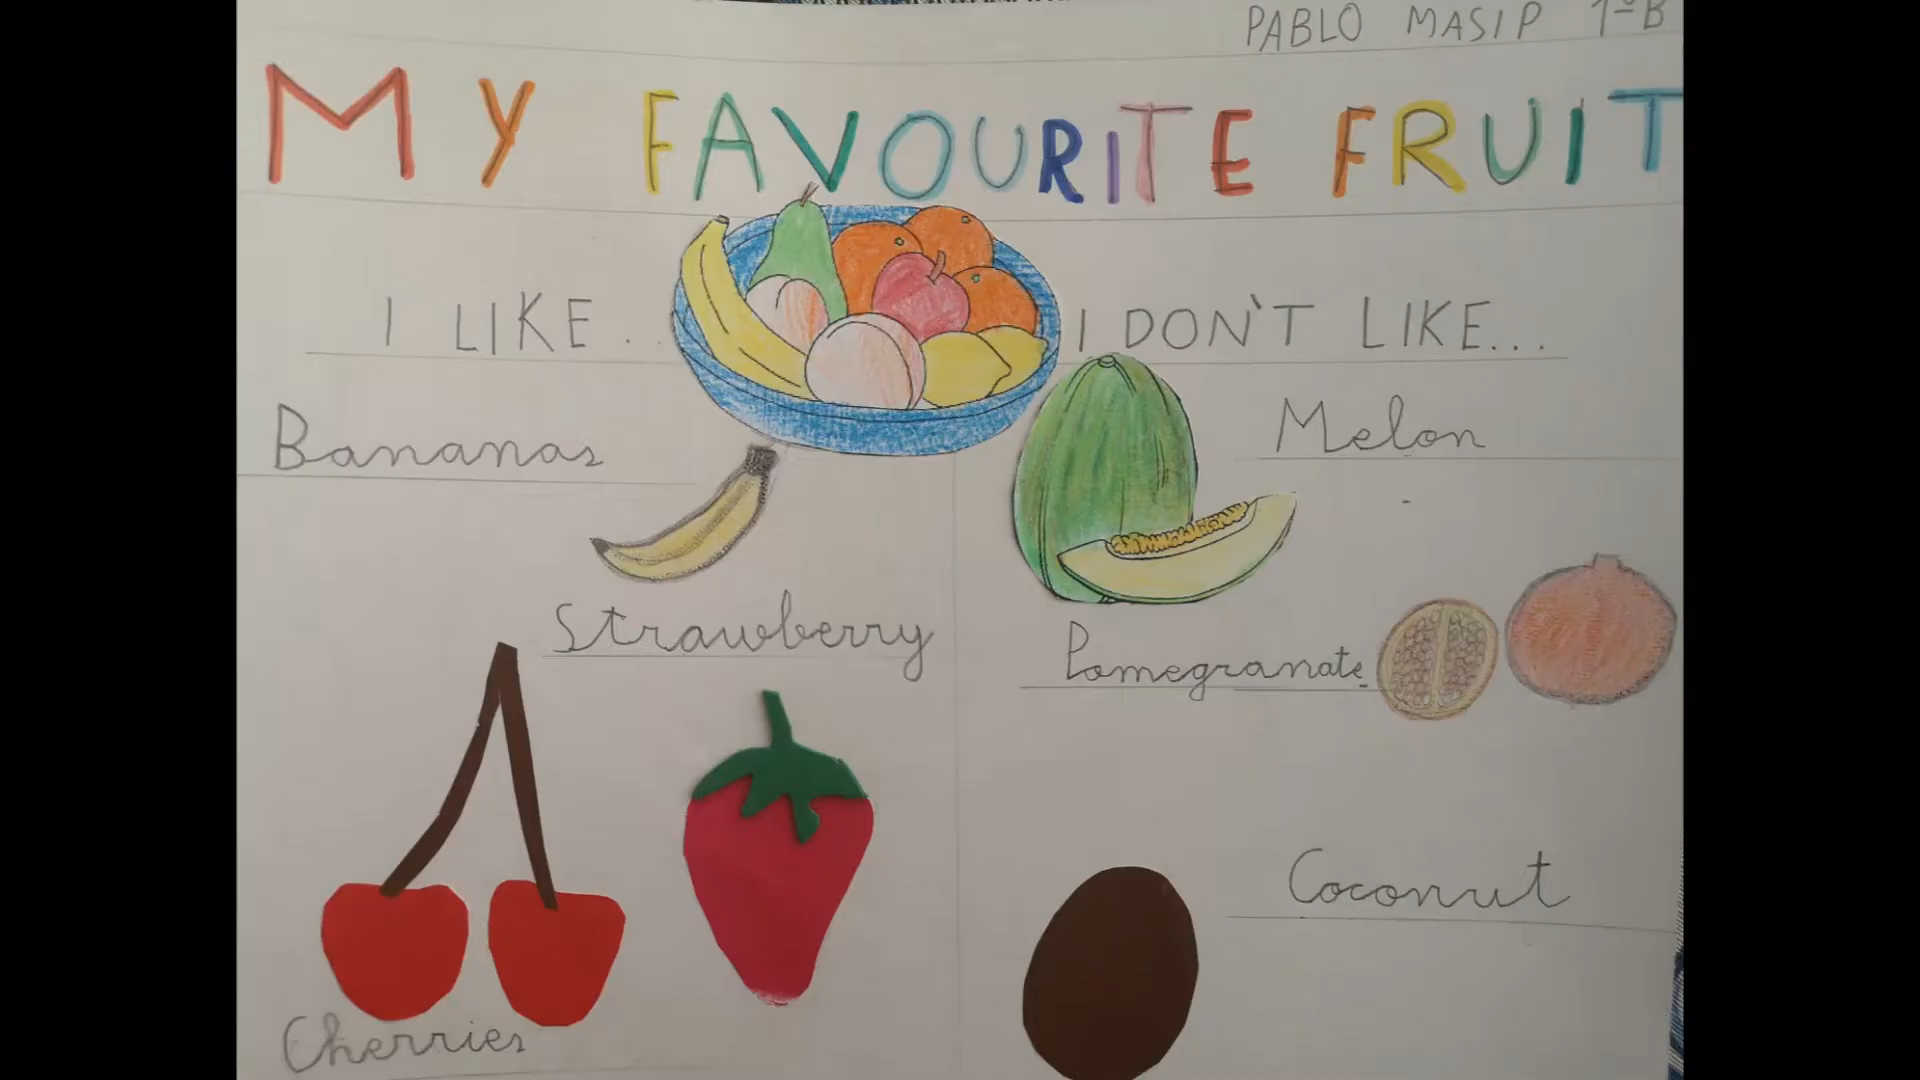 PABLO MASIP 1ºB
MY FAVOURITE FRUIT
I LIKE..
I DON'T LIKE...
Bananas
Melon
Strawberry
Pomegranate
Coconut
Cherries